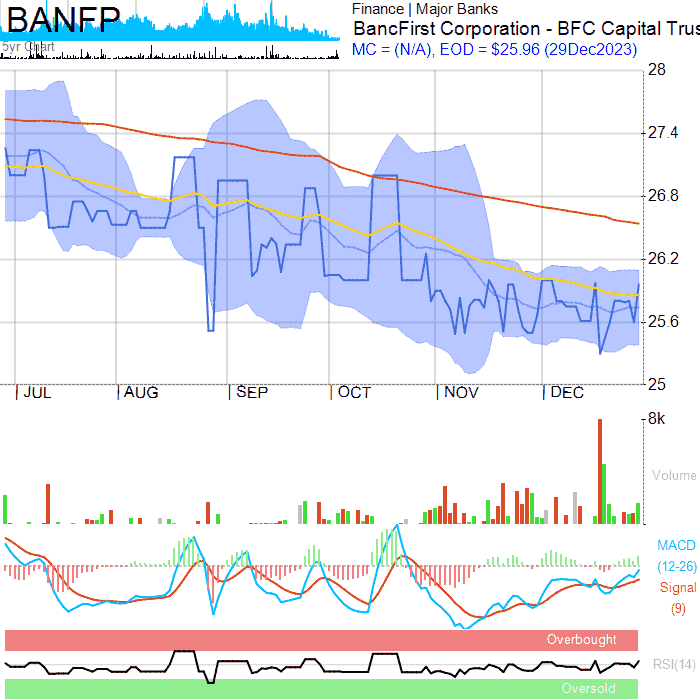 BANFP
5yr Chart
Finance | Major Banks
BancFirst Corporation - BFC Capital Trus
MC = (N/A), EOD = $25.96 (29Dec2023)
28
27.4
26.8
26.2
25.6
25
JUL AUG SEP OCT NOV DEC
8k
Volume
MACD
(12-26)
Signal
(9)
Overbought
RSI(14)
Oversold